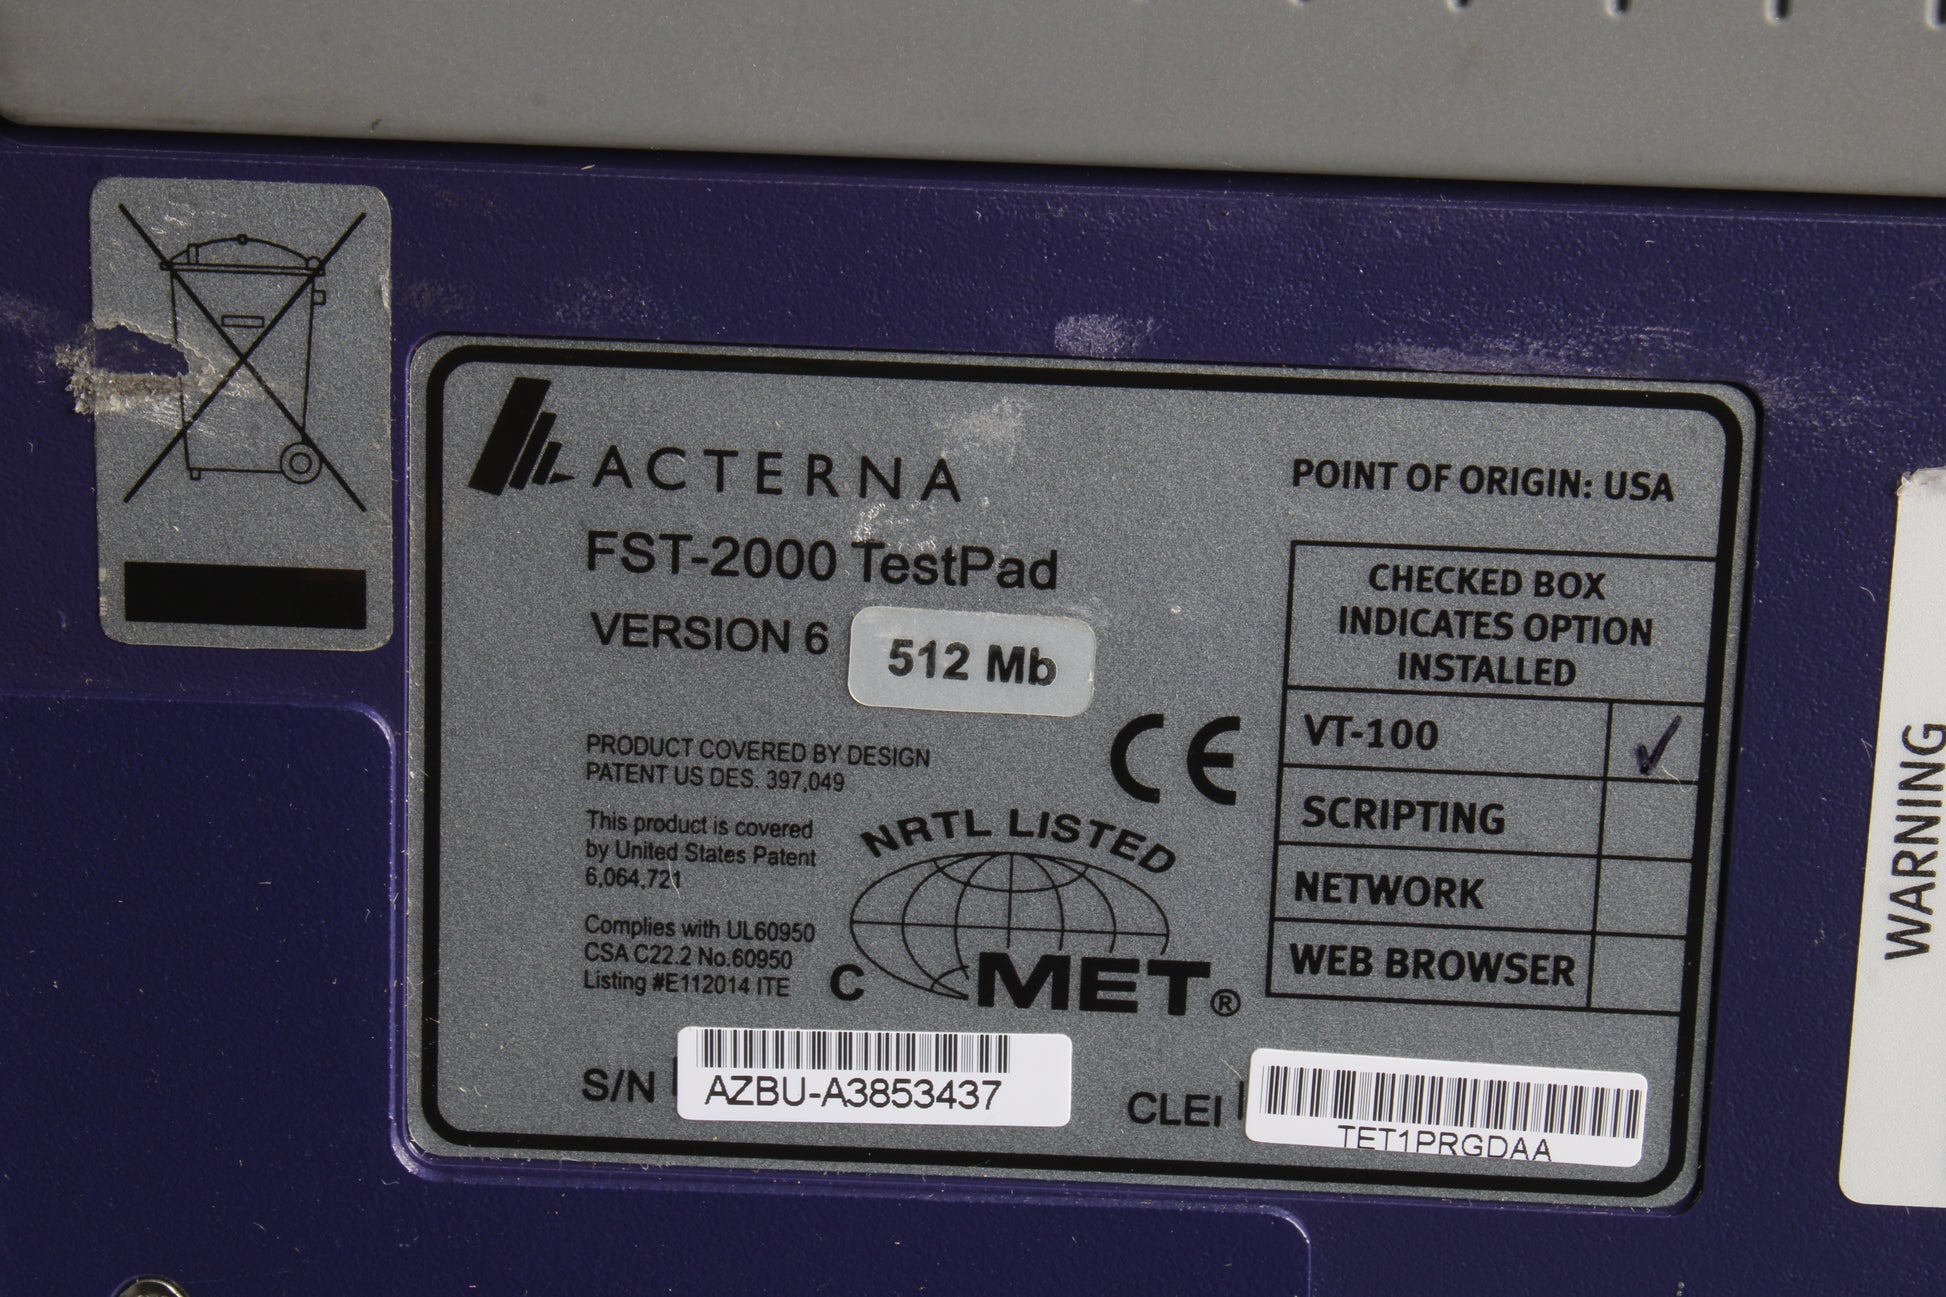 ACTERNA
FST-2000 TestPad
VERSION 6
512 Mb
PRODUCT COVERED BY DESIGN
PATENT US DES. 397,049
This product is covered
by United States Patent
6,064,721
Complies with UL60950
CSA C22.2 No.60950
Listing #E112014 ITE
CE
NRTL LISTED
C MET®
S/N
AZBU-A3853437
CLEI
TET1PRGDAA
POINT OF ORIGIN: USA
CHECKED BOX
INDICATES OPTION
INSTALLED
VT-100 ✓
SCRIPTING
NETWORK
WEB BROWSER
WARNING